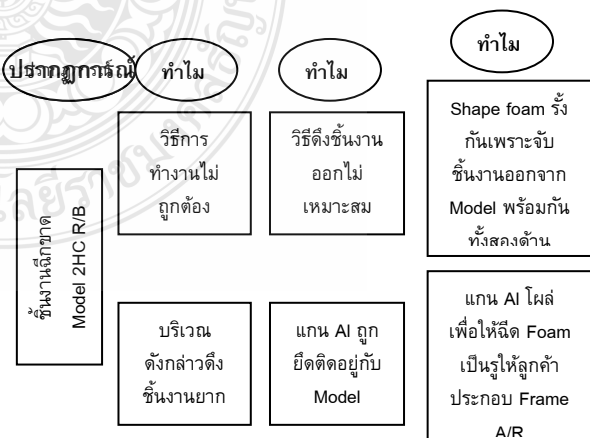 ปรากฏการณ์
ทำไม
ทำไม
ทำไม
ชิ้นงานฉีกขาด
Model 2HC R/B
วิธีการ
ทำงานไม่
ถูกต้อง
วิธีดึงชิ้นงาน
ออกไม่
เหมาะสม
Shape foam รั้ง
กันเพราะจับ
ชิ้นงานออกจาก
Model พร้อมกัน
ทั้งสองด้าน
บริเวณ
ดังกล่าวดึง
ชิ้นงานยาก
แกน Al ถูก
ยึดติดอยู่กับ
Model
แกน Al โผล่
เพื่อให้ฉีด Foam
เป็นรูให้ลูกค้า
ประกอบ Frame
A/R